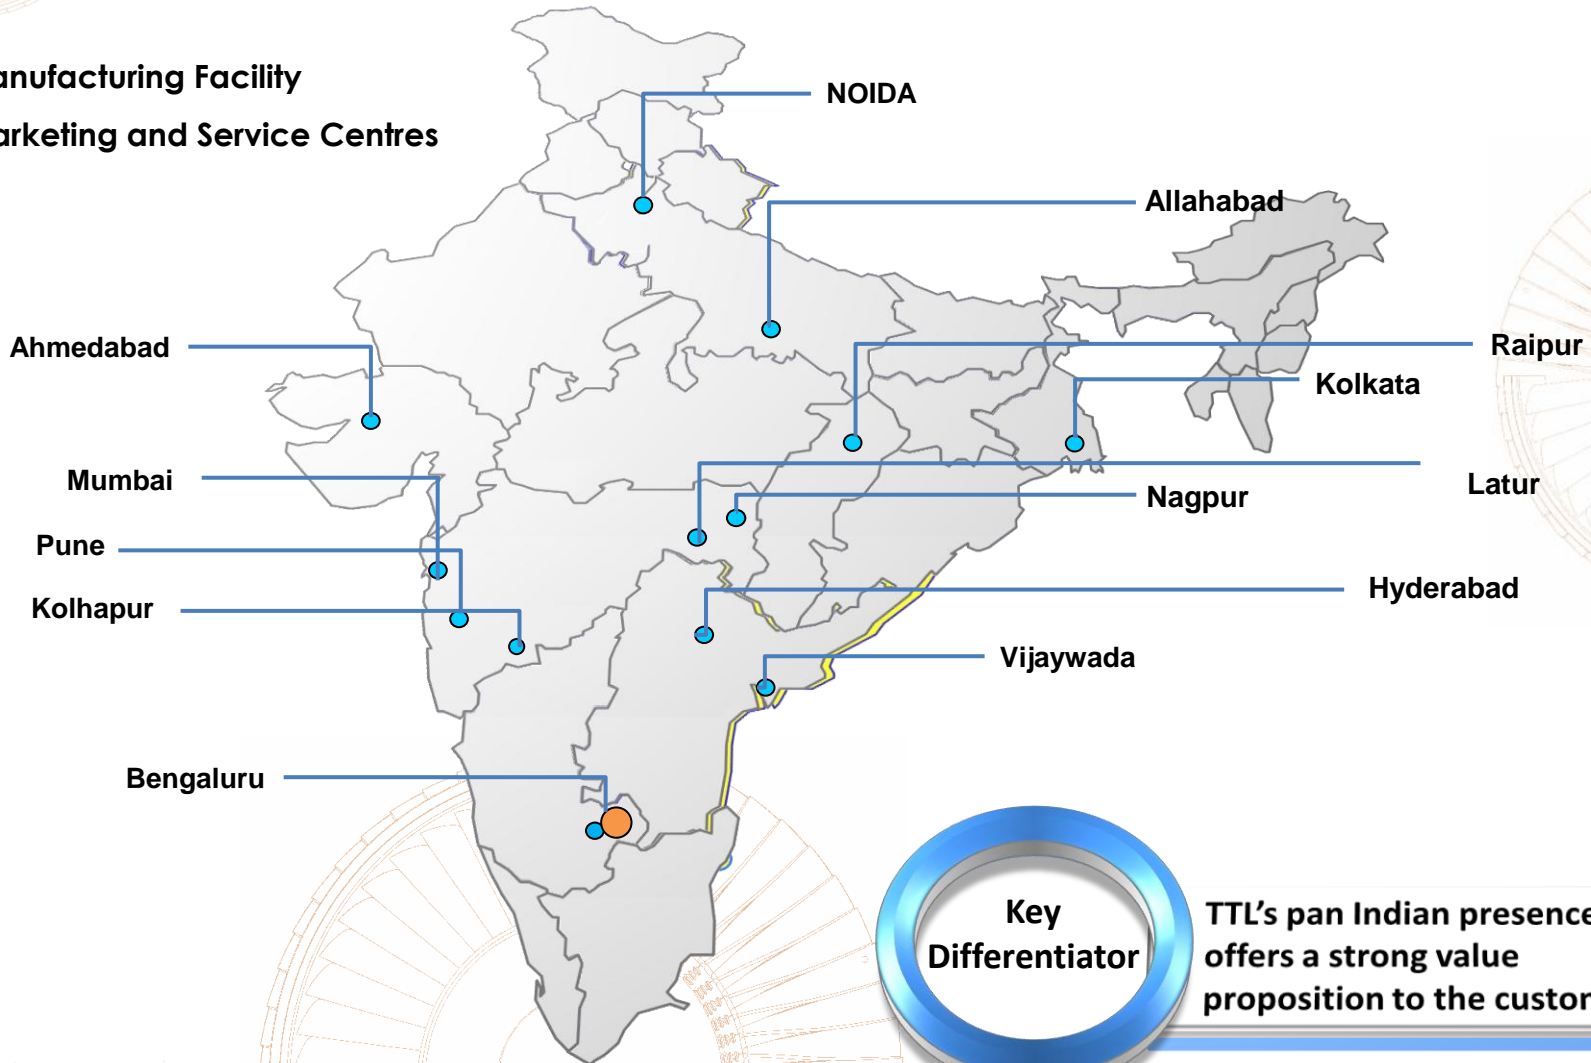 anufacturing Facility
arketing and Service Centres
NOIDA
Allahabad
Ahmedabad
Raipur
Kolkata
Mumbai
Latur
Nagpur
Pune
Hyderabad
Kolhapur
Vijaywada
Bengaluru
Key
Differentiator
TTL's pan Indian presence
offers a strong value
proposition to the custom